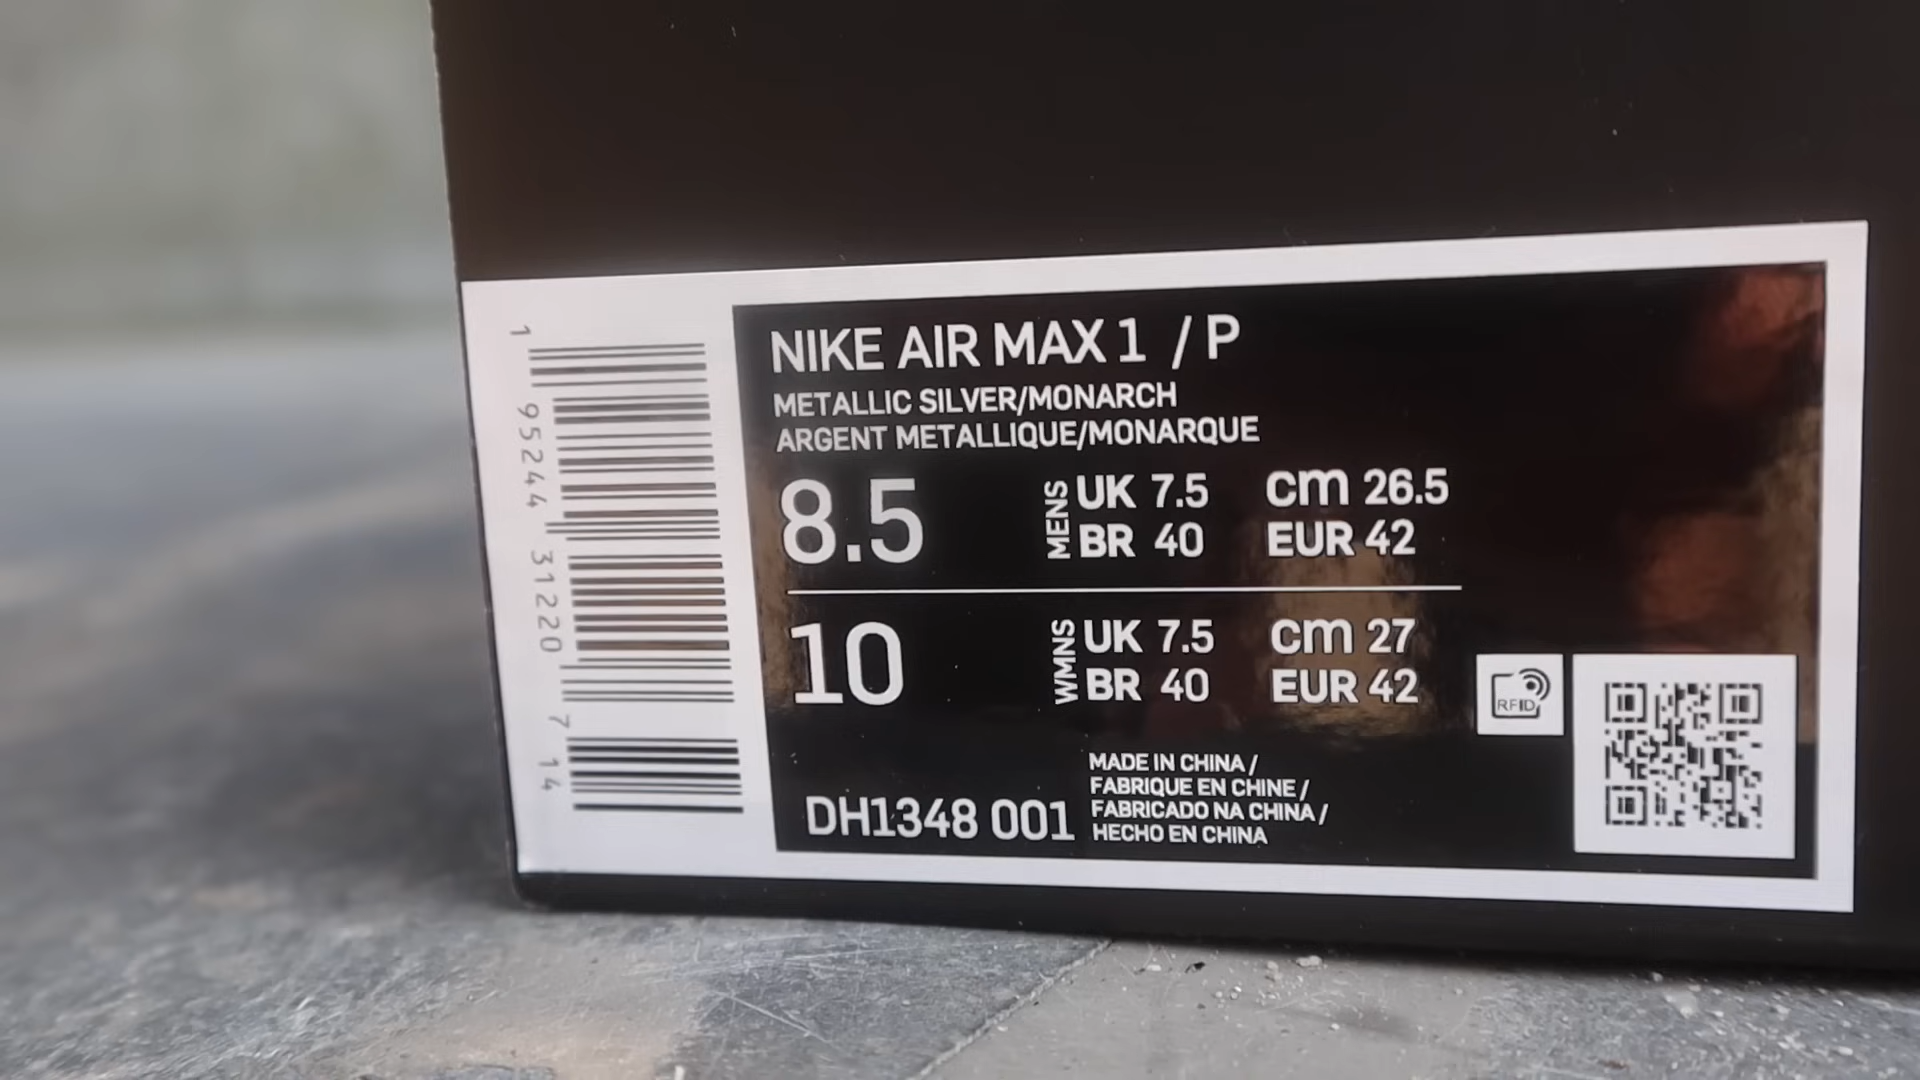 NIKE AIR MAX 1 / P
METALLIC SILVER/MONARCH
ARGENT METALLIQUE/MONARQUE
8.5
MENS
UK 7.5 cm 26.5
BR 40 EUR 42
10
WMNS
UK 7.5 cm 27
BR 40 EUR 42
RFID
DH1348 001
MADE IN CHINA /
FABRIQUE EN CHINE /
FABRICADO NA CHINA /
HECHO EN CHINA
1 95244 31220 7 14